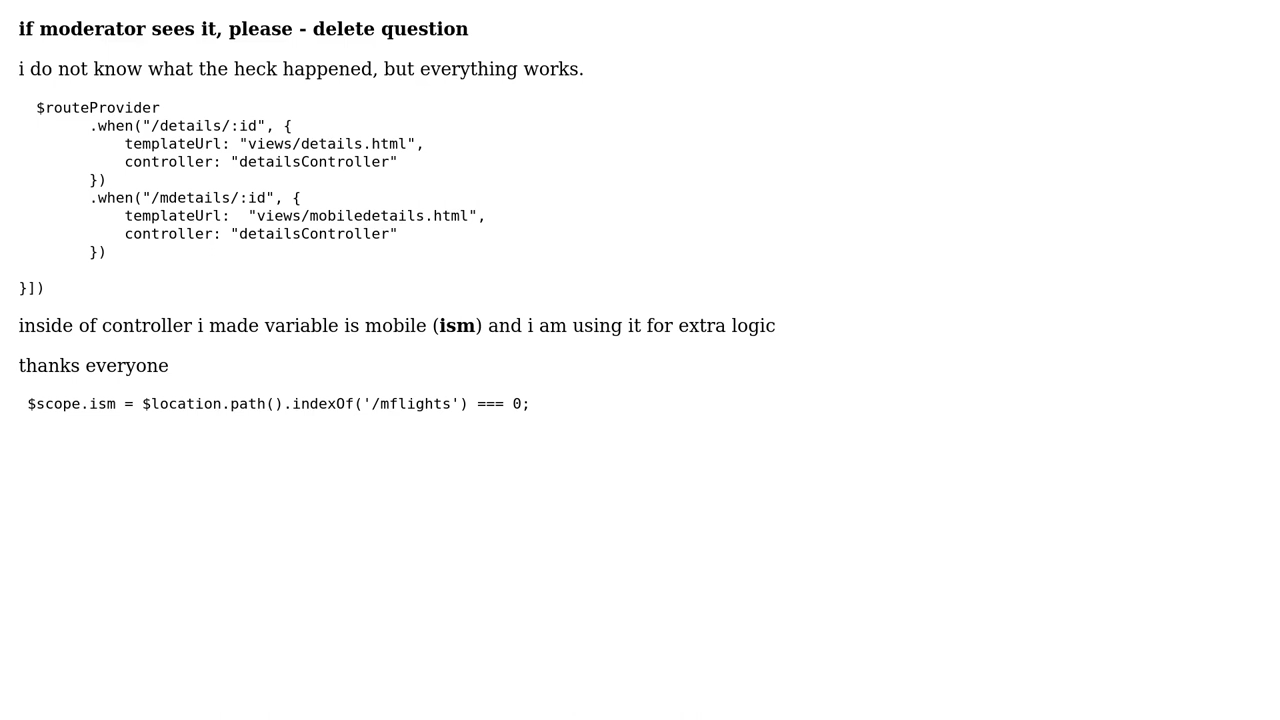 if moderator sees it, please - delete question
i do not know what the heck happened, but everything works.
  $routeProvider
        .when("/details/:id", {
            templateUrl: "views/details.html",
            controller: "detailsController"
        })
        .when("/mdetails/:id", {
            templateUrl:  "views/mobiledetails.html",
            controller: "detailsController"
        })
}])
inside of controller i made variable is mobile (ism) and i am using it for extra logic
thanks everyone
 $scope.ism = $location.path().indexOf('/mflights') === 0;